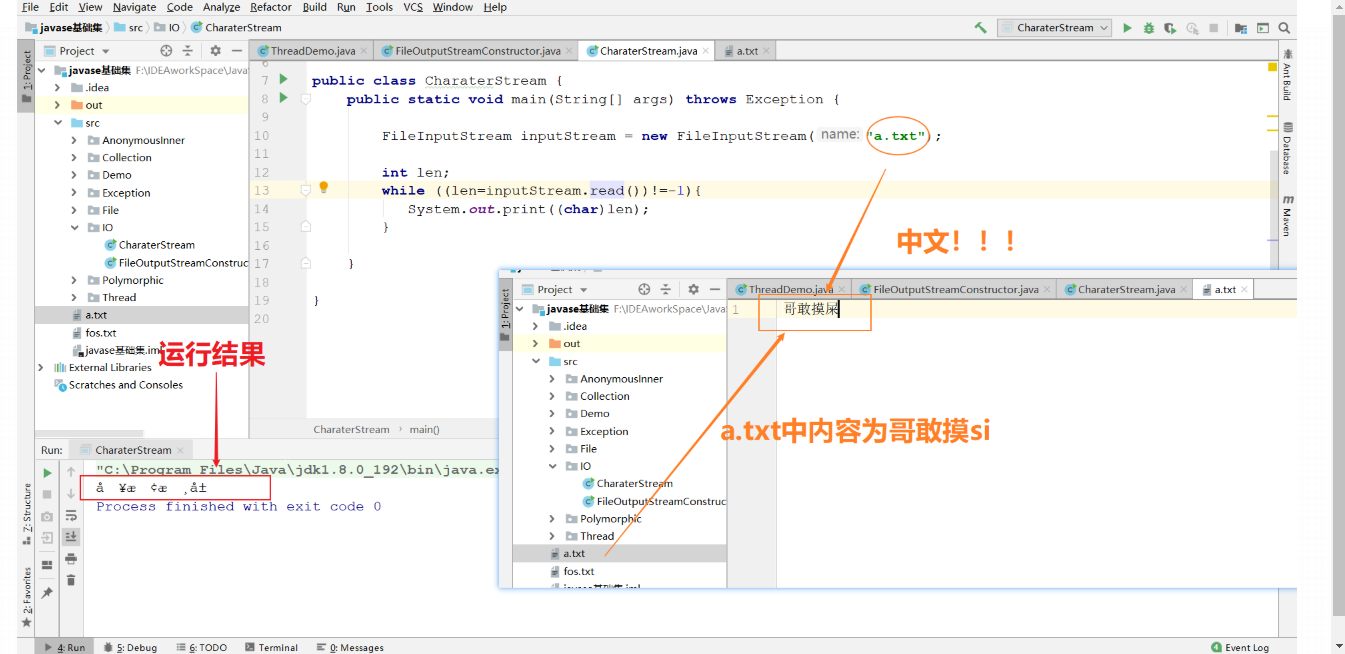 File Edit View Navigate Code Analyze Refactor Build Run Tools VCS Window Help
javase基础集 src IO CharaterStream
CharaterStream
1: Project
Project
ThreadDemo.java
FileOutputStreamConstructor.java
CharaterStream.java
a.txt
javase基础集 F:\IDEAworkSpace\Java
.idea
out
src
AnonymousInner
Collection
Demo
Exception
File
IO
CharaterStream
FileOutputStreamConstruc
Polymorphic
Thread
a.txt
fos.txt
javase基础集.iml
External Libraries
Scratches and Consoles
6
7 public class CharaterStream {
8 public static void main(String[] args) throws Exception {
9
10 FileInputStream inputStream = new FileInputStream( name: "a.txt");
11
12 int len;
13 while ((len=inputStream.read())!=-1){
14 System.out.print((char)len);
15 }
16
17 }
18
19 }
20
Ant Build
Database
Maven
中文！！！
运行结果
CharaterStream main()
Run: CharaterStream
"C:\Program Files\Java\jdk1.8.0_192\bin\java.ex
å ¥æ ¢æ ¸å±
Process finished with exit code 0
7: Structure
2: Favorites
1: Project
Project
ThreadDemo.java
FileOutputStreamConstructor.java
CharaterStream.java
a.txt
javase基础集 F:\IDEAworkSpace\Java
.idea
out
src
AnonymousInner
Collection
Demo
Exception
File
IO
CharaterStream
FileOutputStreamConstruc
Polymorphic
Thread
a.txt
fos.txt
1 哥敢摸屎
a.txt中内容为哥敢摸si
4: Run 5: Debug 6: TODO Terminal 0: Messages
4 Event Log